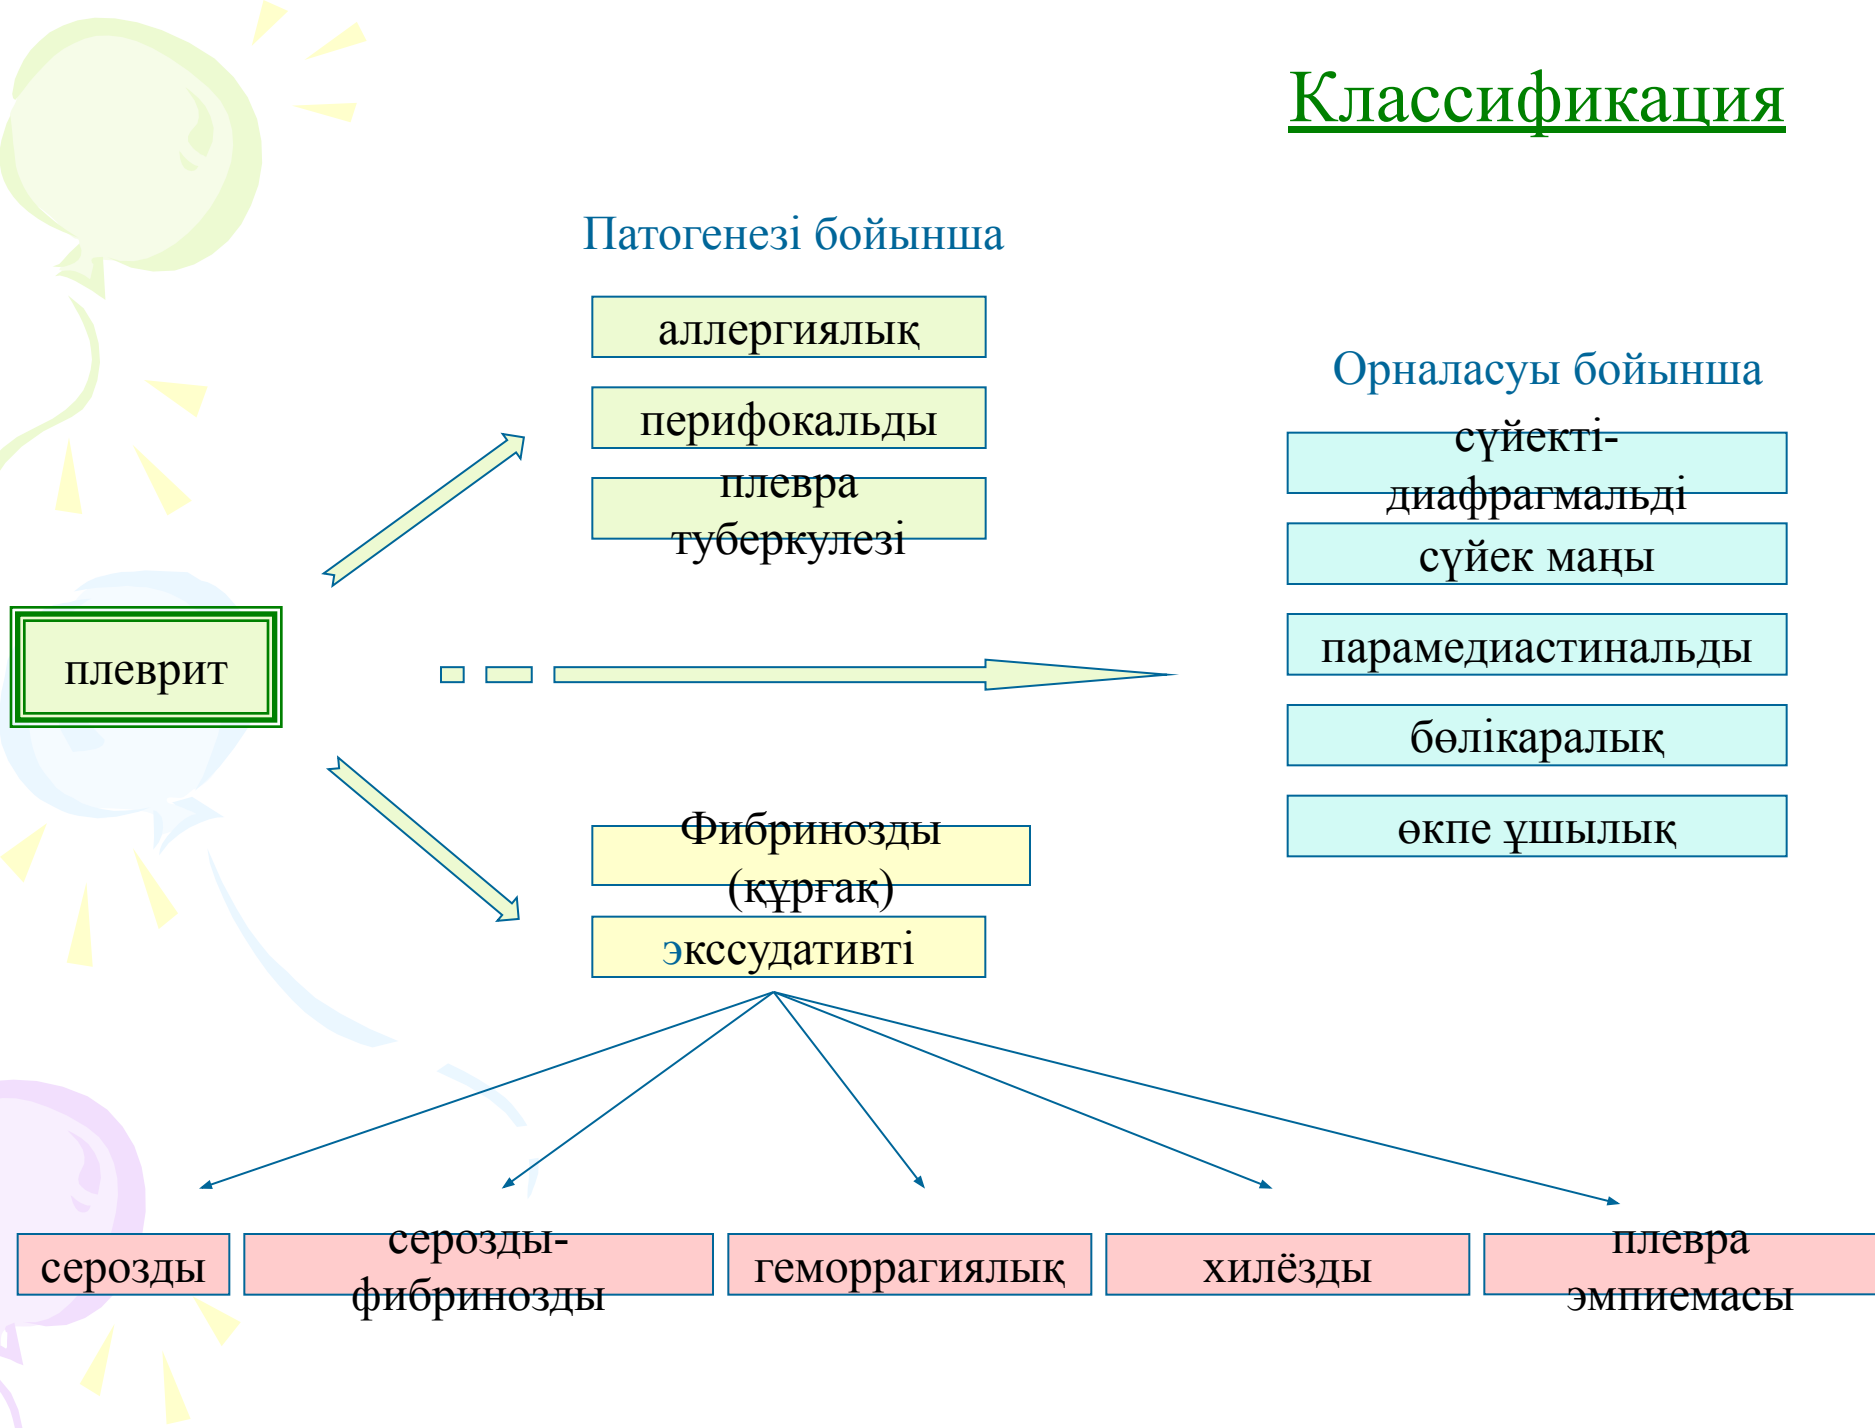 Классификация
Патогенезі бойынша
аллергиялық
перифокальды
плевра
туберкулезі
Орналасуы бойынша
сүйекті-
диафрагмальді
сүйек маңы
парамедиастинальды
бөлікаралық
өкпе ұшылық
плеврит
Фибринозды
(құрғақ)
экссудативті
серозды
серозды-
фибринозды
геморрагиялық
хилёзды
плевра
эмпиемасы